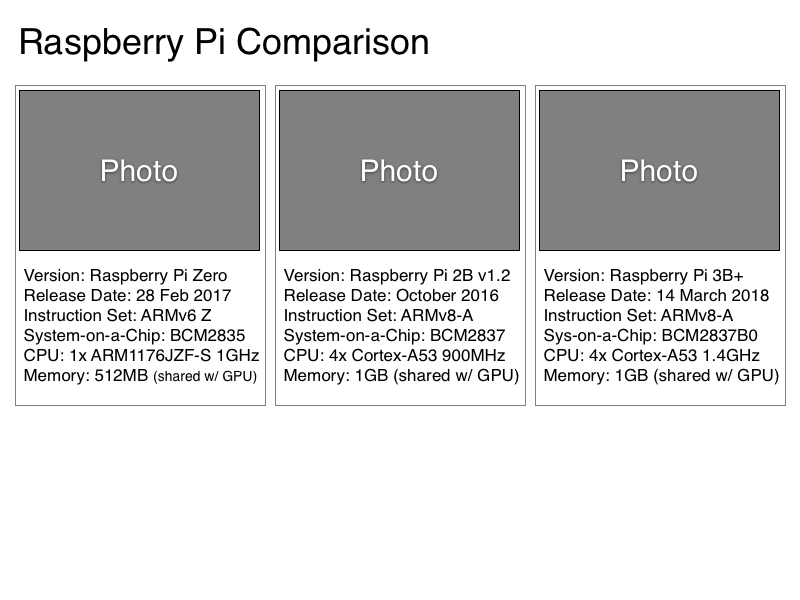 Raspberry Pi Comparison
Photo
Version: Raspberry Pi Zero
Release Date: 28 Feb 2017
Instruction Set: ARMv6 Z
System-on-a-Chip: BCM2835
CPU: 1x ARM1176JZF-S 1GHz
Memory: 512MB (shared w/ GPU)
Photo
Version: Raspberry Pi 2B v1.2
Release Date: October 2016
Instruction Set: ARMv8-A
System-on-a-Chip: BCM2837
CPU: 4x Cortex-A53 900MHz
Memory: 1GB (shared w/ GPU)
Photo
Version: Raspberry Pi 3B+
Release Date: 14 March 2018
Instruction Set: ARMv8-A
Sys-on-a-Chip: BCM2837B0
CPU: 4x Cortex-A53 1.4GHz
Memory: 1GB (shared w/ GPU)